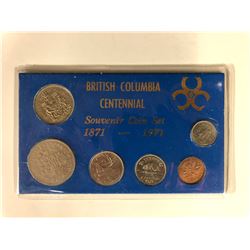 BRITISH COLUMBIA
CENTENNIAL
Souvenir Coin Set
1871 — 1971